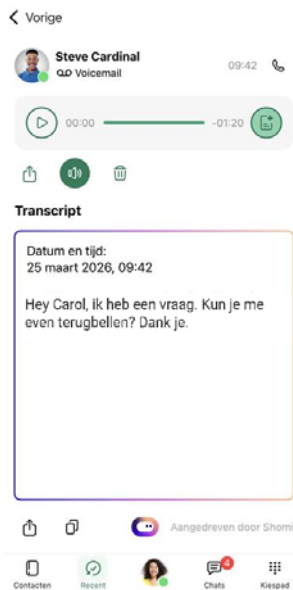 Vorige
Steve Cardinal
Voicemail
09:42
00:00
-01:20
Transcript
Datum en tijd:
25 maart 2026, 09:42
Hey Carol, ik heb een vraag. Kun je me
even terugbellen? Dank je.
Aangedreven door Shomi
4
Contacten
Recent
Chats
Kiespad